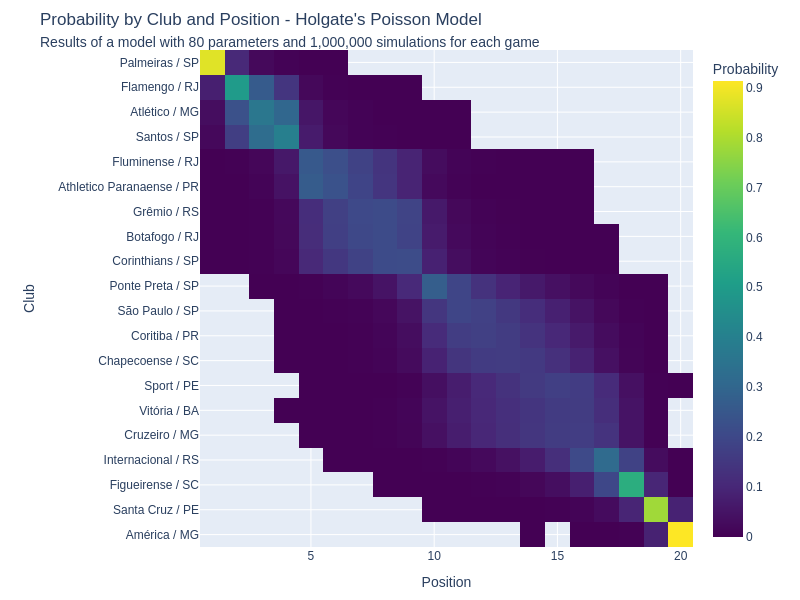 Probability by Club and Position - Holgate's Poisson Model
Results of a model with 80 parameters and 1,000,000 simulations for each game
Probability
Palmeiras / SP
Flamengo / RJ
Atlético / MG
Santos / SP
Fluminense / RJ
Athletico Paranaense / PR
Grêmio / RS
Botafogo / RJ
Corinthians / SP
Ponte Preta / SP
São Paulo / SP
Coritiba / PR
Chapecoense / SC
Sport / PE
Vitória / BA
Cruzeiro / MG
Internacional / RS
Figueirense / SC
Santa Cruz / PE
América / MG
Club
5 10 15 20
Position
0.9
0.8
0.7
0.6
0.5
0.4
0.3
0.2
0.1
0